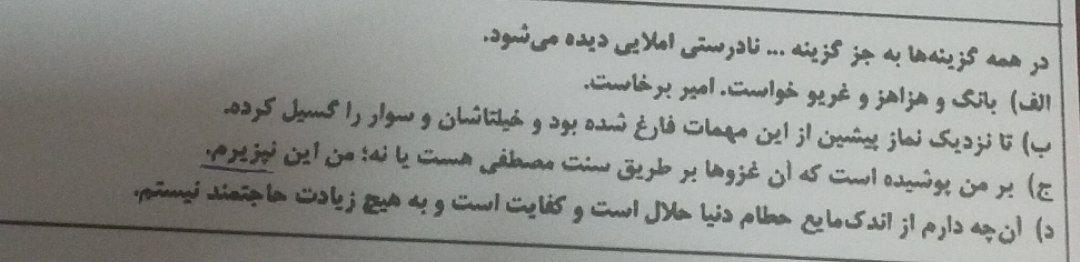 در همه گزینه‌ها به جز گزینه ... نادرستی املایی دیده می‌شود.
الف) بانگ و هزاهز و غریو خواست. امیر برخاست.
ب) تا نزدیک نماز پیشین از این مهمات فارغ شده بود و خیلتاشان و سوار را گسیل کرده.
ج) بر من پوشیده است که آن غزوها بر طریق سنت مصطفی هست یا نه؛ من این نپزیرم.
د) آن‌چه دارم از اندک‌مایع حطام دنیا حلال است و کفایت است و به هیچ زیادت حاجتمند نیستم.